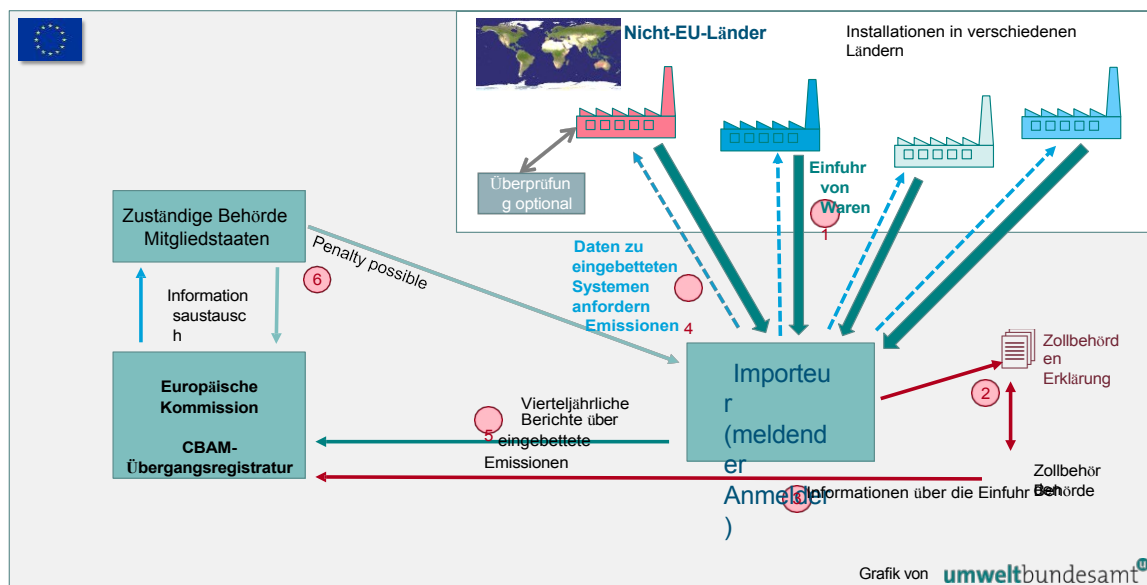 Nicht-EU-Länder
Installationen in verschiedenen
Ländern
Überprüfun
g optional
Einfuhr
von
Waren
1
Zuständige Behörde
Mitgliedstaaten
Penalty possible
6
Information
saustausc
h
Daten zu
eingebetteten
Systemen
anfordern
Emissionen 4
Europäische
Kommission
CBAM-
Übergangsregistratur
Vierteljährliche
Berichte über
5 eingebettete
Emissionen
Importeu
r
(meldend
er
Anmelder
)
2
Zollbehörd
en
Erklärung
Zollbehör
den
3 Informationen über die Einfuhr Behörde
Grafik von umweltbundesamt